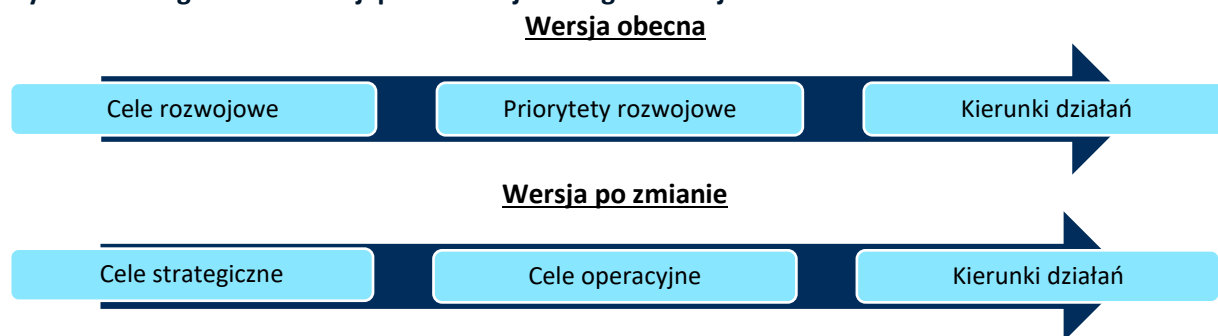 Wersja obecna
Cele rozwojowe Priorytety rozwojowe Kierunki działań
Wersja po zmianie
Cele strategiczne Cele operacyjne Kierunki działań